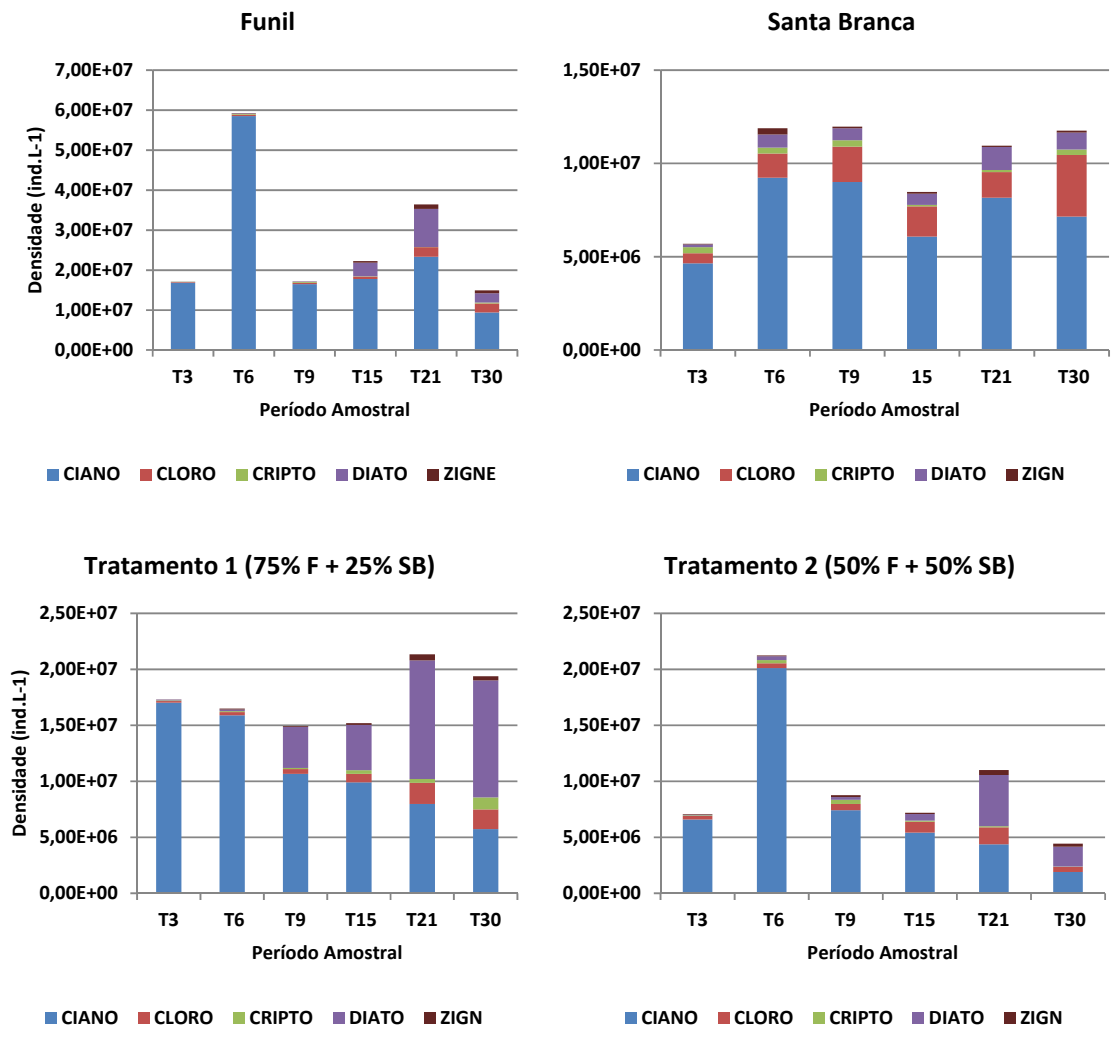 Funil
7,00E+07
6,00E+07
5,00E+07
4,00E+07
3,00E+07
2,00E+07
1,00E+07
0,00E+00
Densidade (ind.L-1)
T3 T6 T9 T15 T21 T30
Período Amostral
CIANO CLORO CRIPTO DIATO ZIGNE
Santa Branca
1,50E+07
1,00E+07
5,00E+06
0,00E+00
T3 T6 T9 15 T21 T30
Período Amostral
CIANO CLORO CRIPTO DIATO ZIGN
Tratamento 1 (75% F + 25% SB)
2,50E+07
2,00E+07
1,50E+07
1,00E+07
5,00E+06
0,00E+00
Densidade (ind.L-1)
T3 T6 T9 T15 T21 T30
Período Amostral
CIANO CLORO CRIPTO DIATO ZIGN
Tratamento 2 (50% F + 50% SB)
2,50E+07
2,00E+07
1,50E+07
1,00E+07
5,00E+06
0,00E+00
T3 T6 T9 T15 T21 T30
Período Amostral
CIANO CLORO CRIPTO DIATO ZIGN